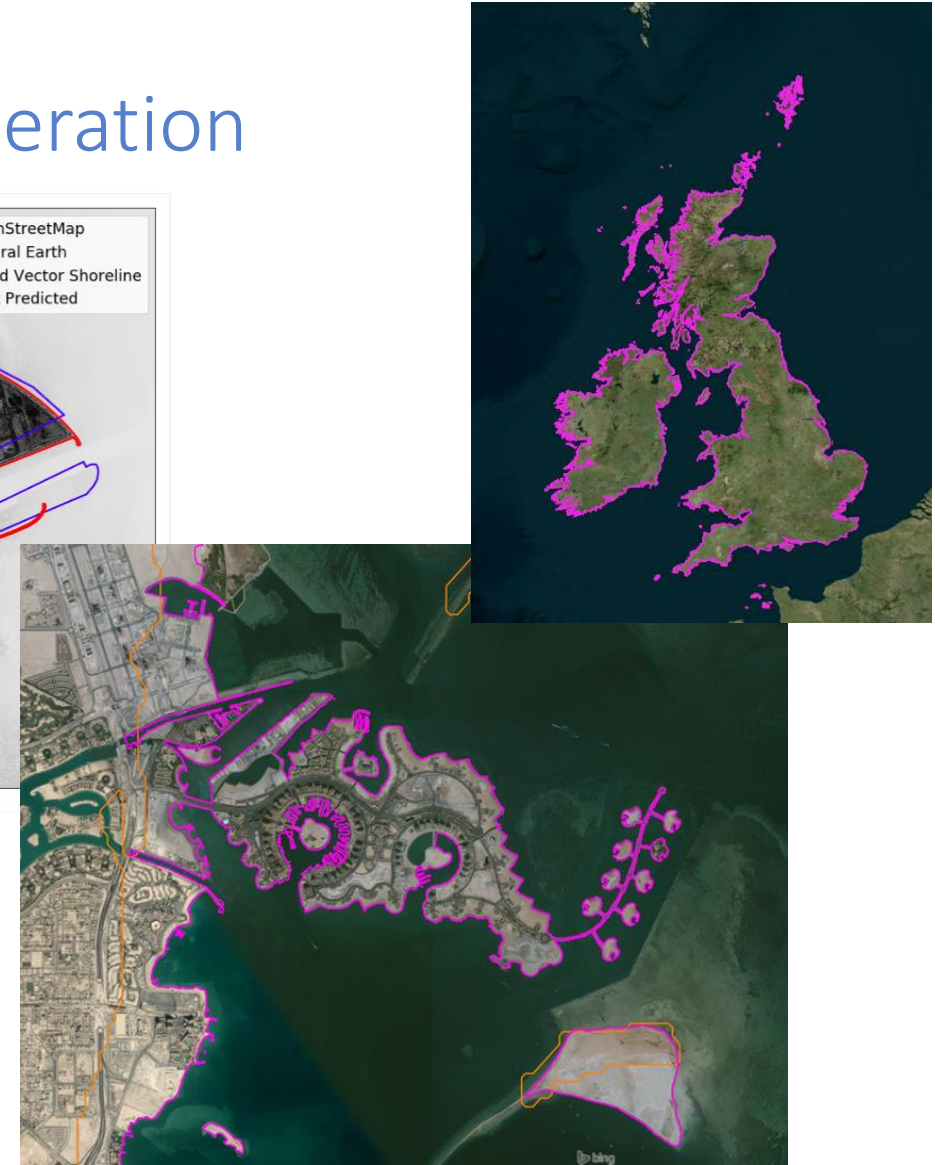 eration
nStreetMap
ral Earth
d Vector Shoreline
Predicted
bing